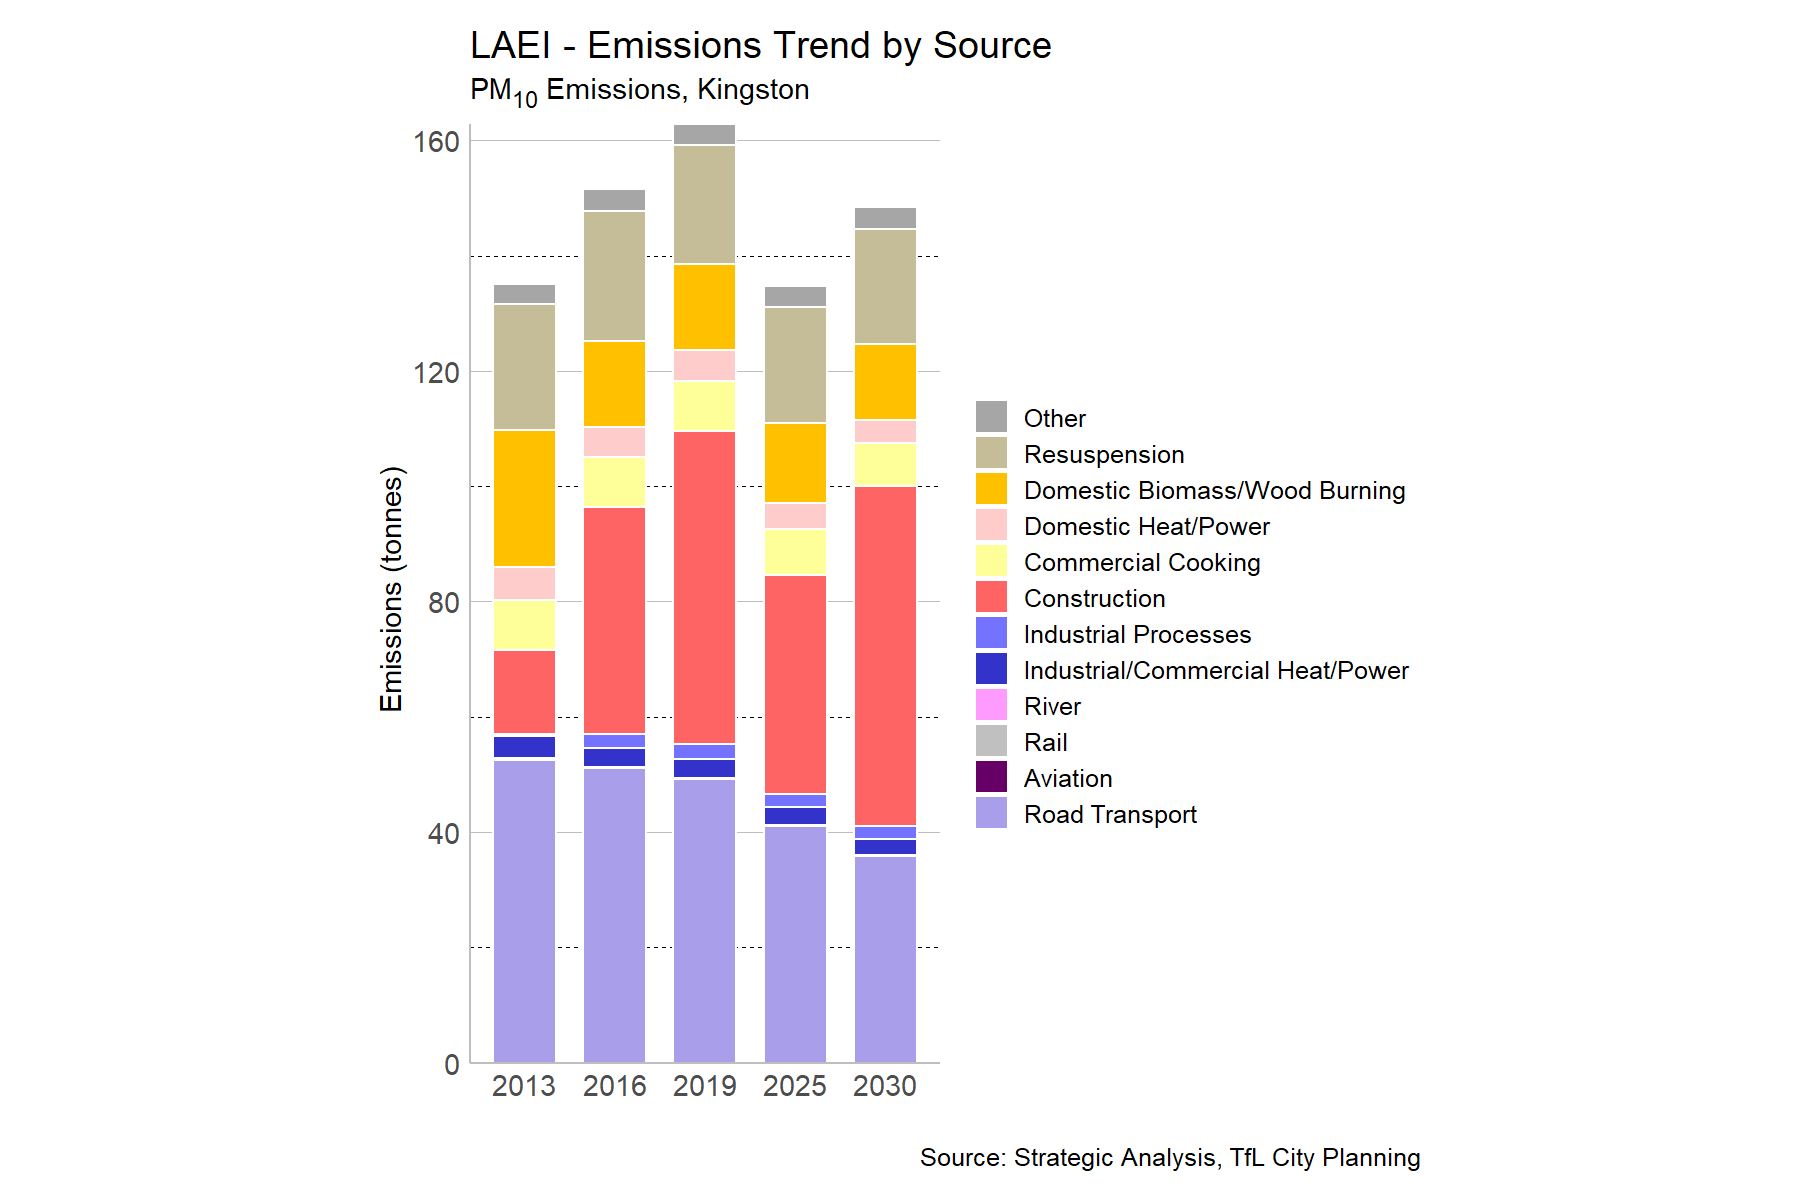 LAEI - Emissions Trend by Source
PM10 Emissions, Kingston
Emissions (tonnes)
160
120
80
40
0
2013 2016 2019 2025 2030
Other
Resuspension
Domestic Biomass/Wood Burning
Domestic Heat/Power
Commercial Cooking
Construction
Industrial Processes
Industrial/Commercial Heat/Power
River
Rail
Aviation
Road Transport
Source: Strategic Analysis, TfL City Planning